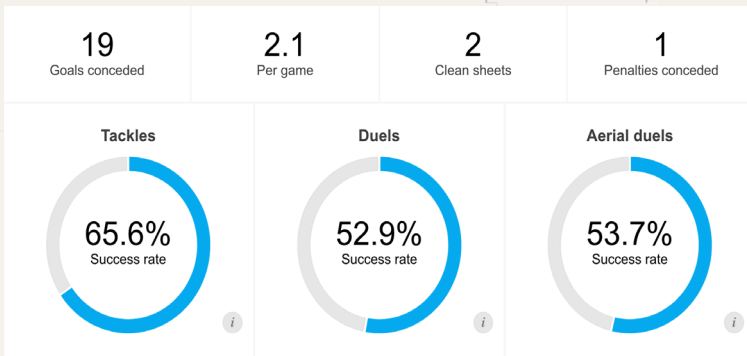 19
Goals conceded
2.1
Per game
2
Clean sheets
1
Penalties conceded
Tackles
65.6%
Success rate
i
Duels
52.9%
Success rate
i
Aerial duels
53.7%
Success rate
i